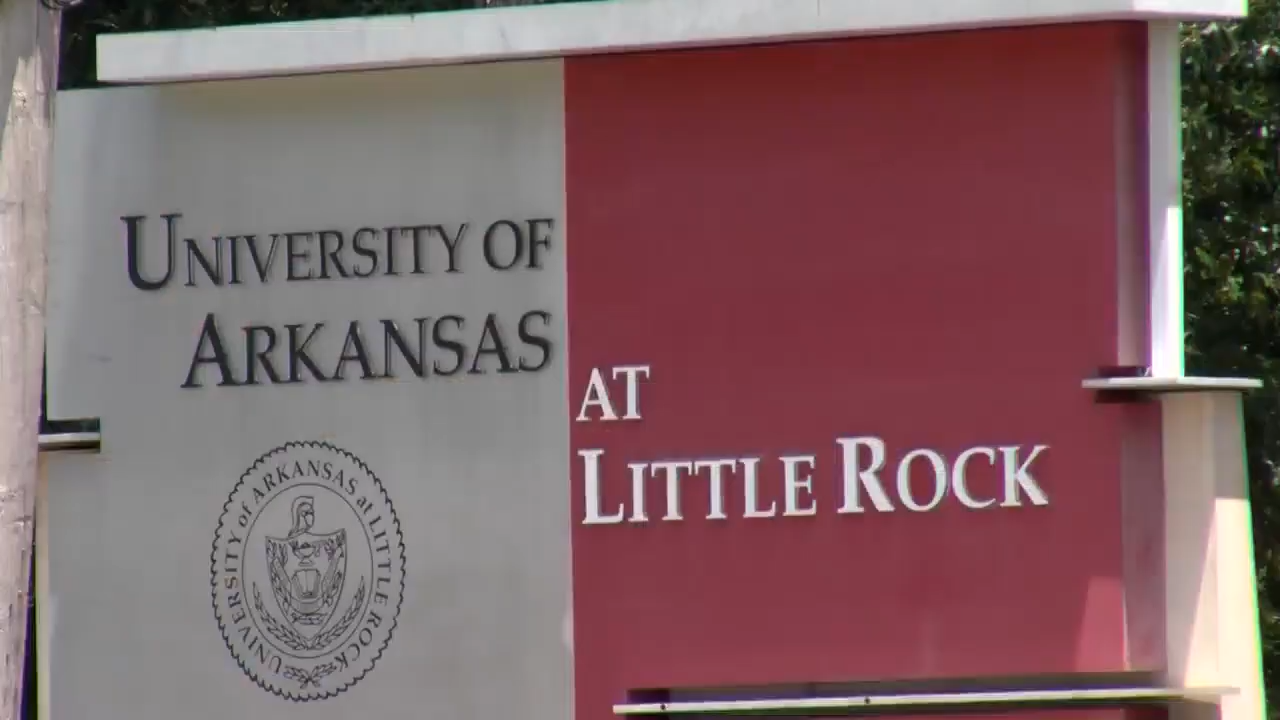 UNIVERSITY OF
ARKANSAS
AT
LITTLE ROCK
UNIVERSITY of ARKANSAS at LITTLE ROCK